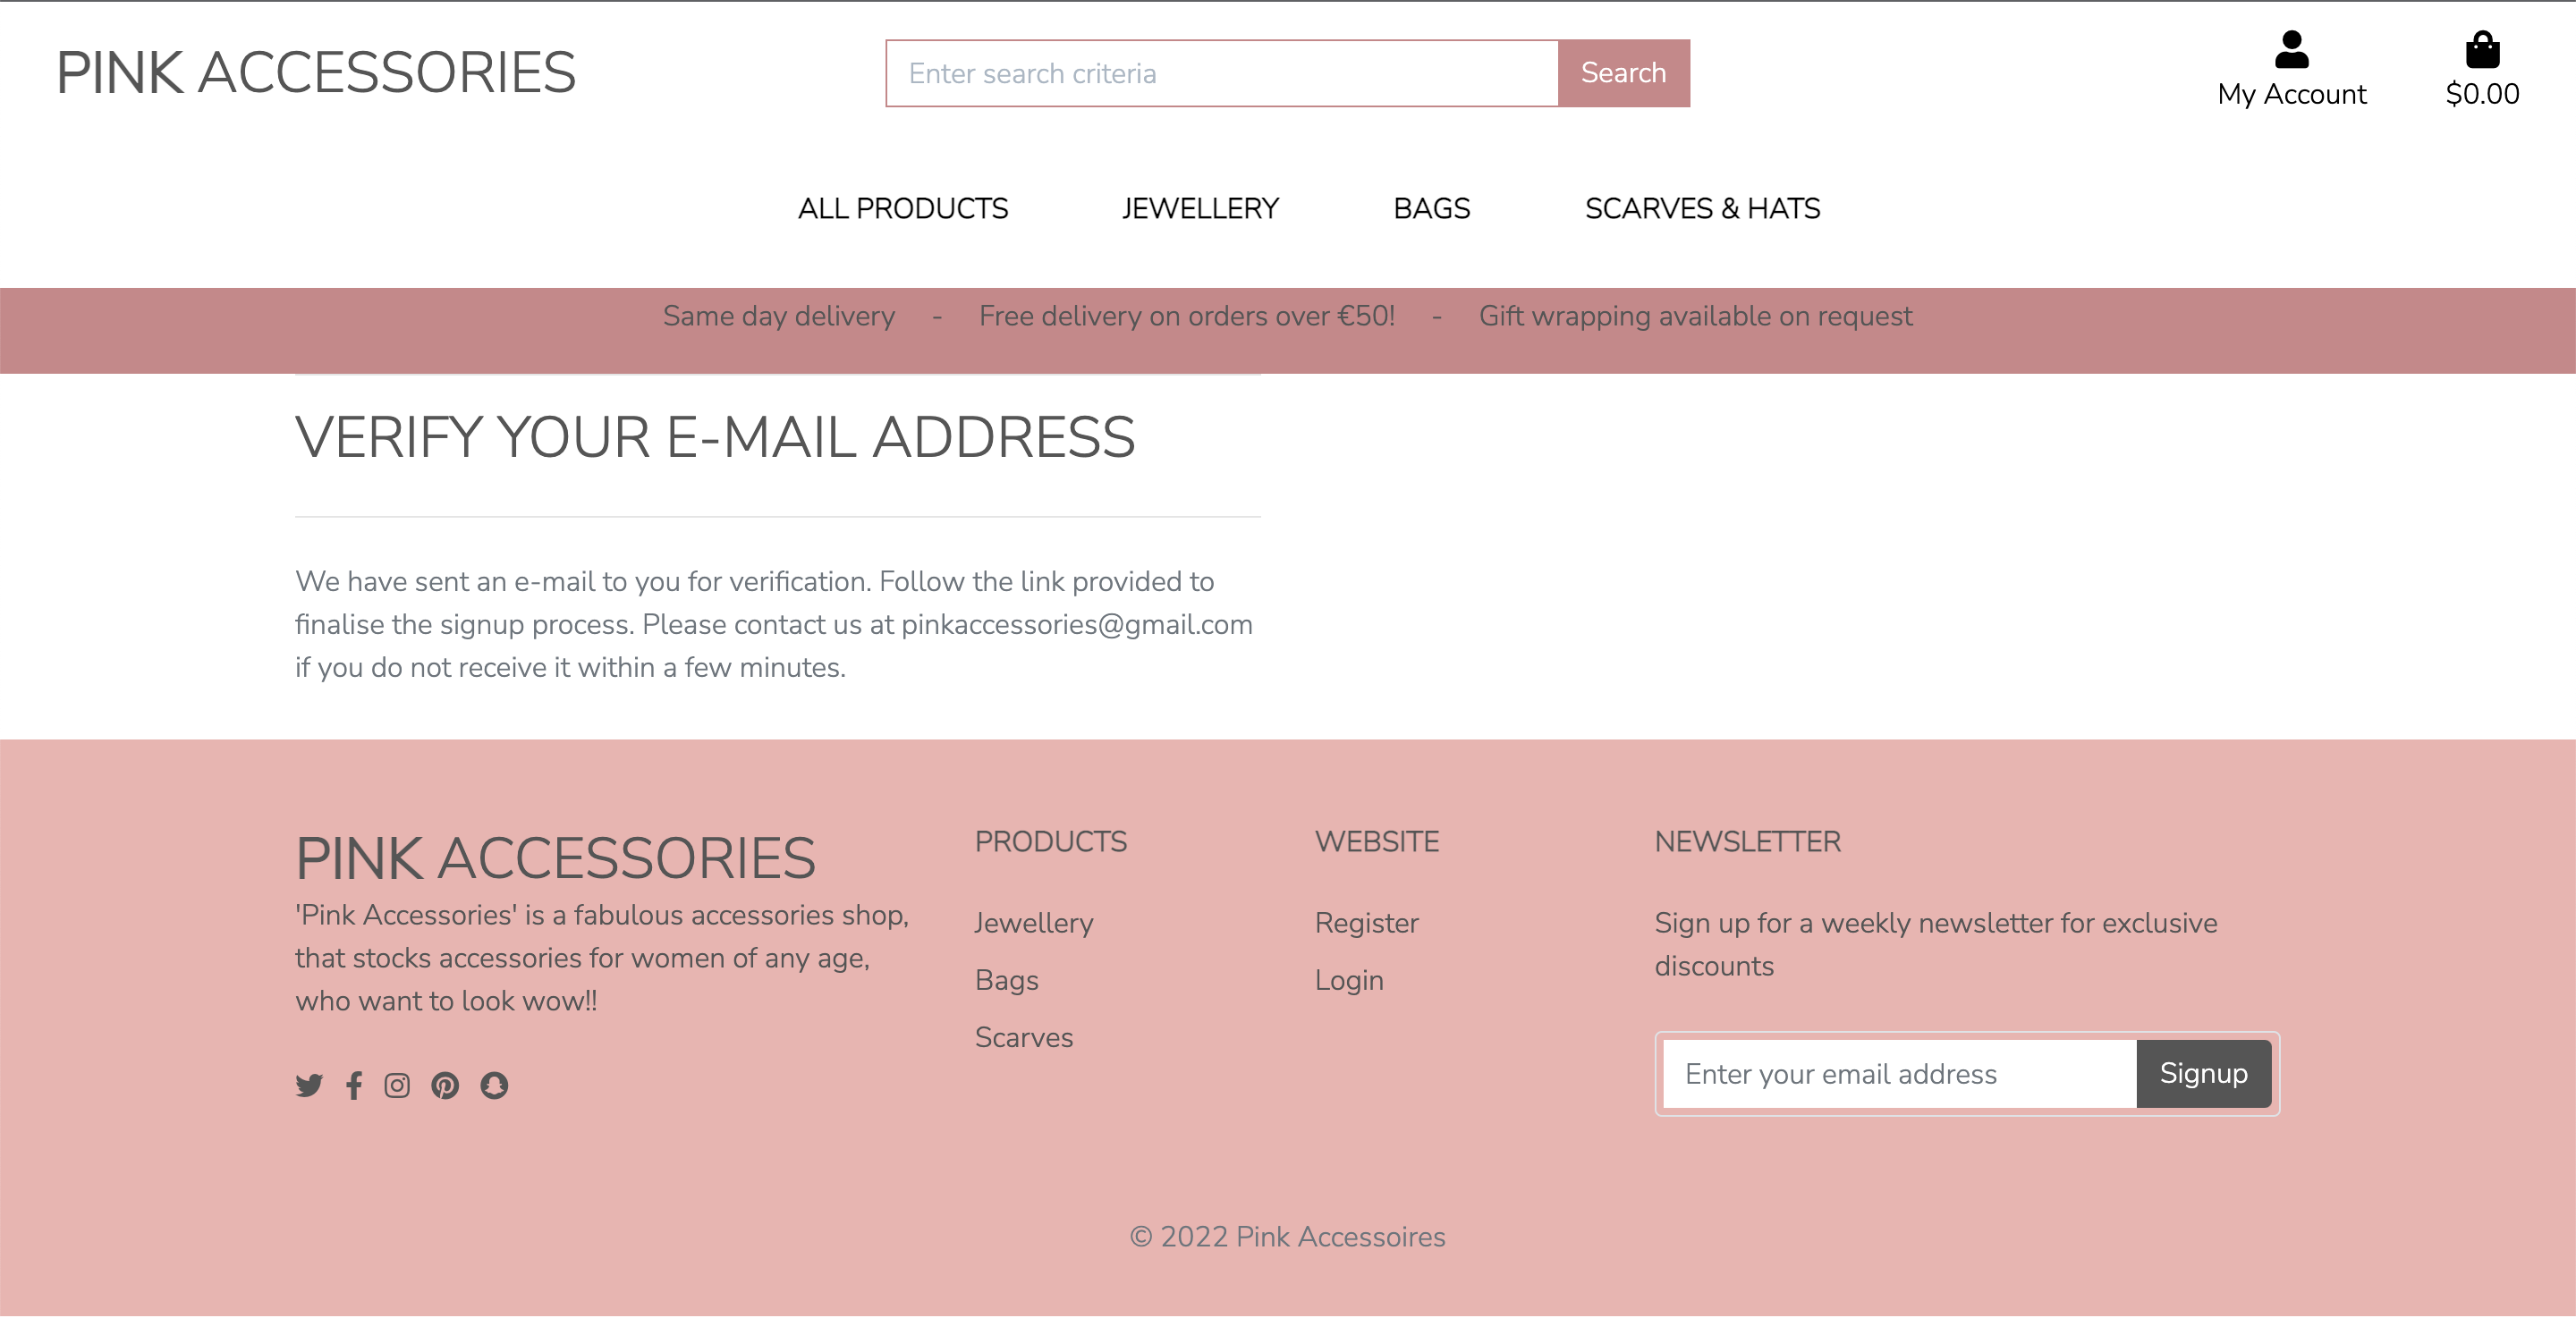 PINK ACCESSORIES
Enter search criteria
Search
My Account
$0.00
ALL PRODUCTS
JEWELLERY
BAGS
SCARVES & HATS
Same day delivery - Free delivery on orders over €50! - Gift wrapping available on request
VERIFY YOUR E-MAIL ADDRESS
We have sent an e-mail to you for verification. Follow the link provided to
finalise the signup process. Please contact us at pinkaccessories@gmail.com
if you do not receive it within a few minutes.
PINK ACCESSORIES
'Pink Accessories' is a fabulous accessories shop,
that stocks accessories for women of any age,
who want to look wow!!
PRODUCTS
Jewellery
Bags
Scarves
WEBSITE
Register
Login
NEWSLETTER
Sign up for a weekly newsletter for exclusive
discounts
Enter your email address
Signup
© 2022 Pink Accessoires